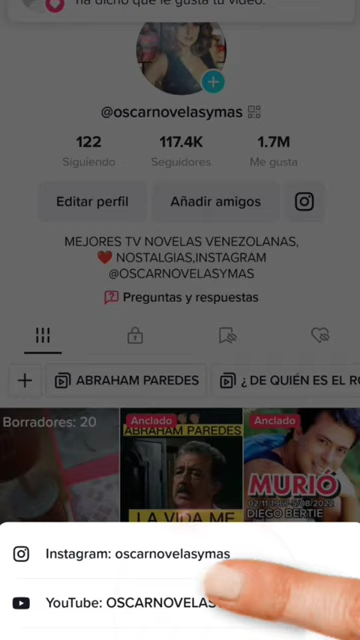 ha dicho que le gusta tu video.
@oscarnovelasymas
122
117.4K
1.7M
Siguiendo
Seguidores
Me gusta
Editar perfil
Añadir amigos
MEJORES TV NOVELAS VENEZOLANAS,
❤️ NOSTALGIAS,INSTAGRAM
@OSCARNOVELASYMAS
Preguntas y respuestas
ABRAHAM PAREDES
¿ DE QUIÉN ES EL
Borradores: 20
Anclado
ABRAHAM PAREDES
LA VIDA ME
Anclado
MURIÓ
DIEGO BERTIE
Instagram: oscarnovelasymas
YouTube: OSCARNOVELAS